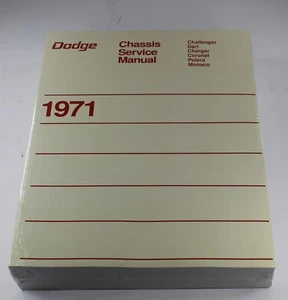 Dodge
Chassis
Service
Manual
Challenger
Dart
Charger
Coronet
Polara
Monaco
1971